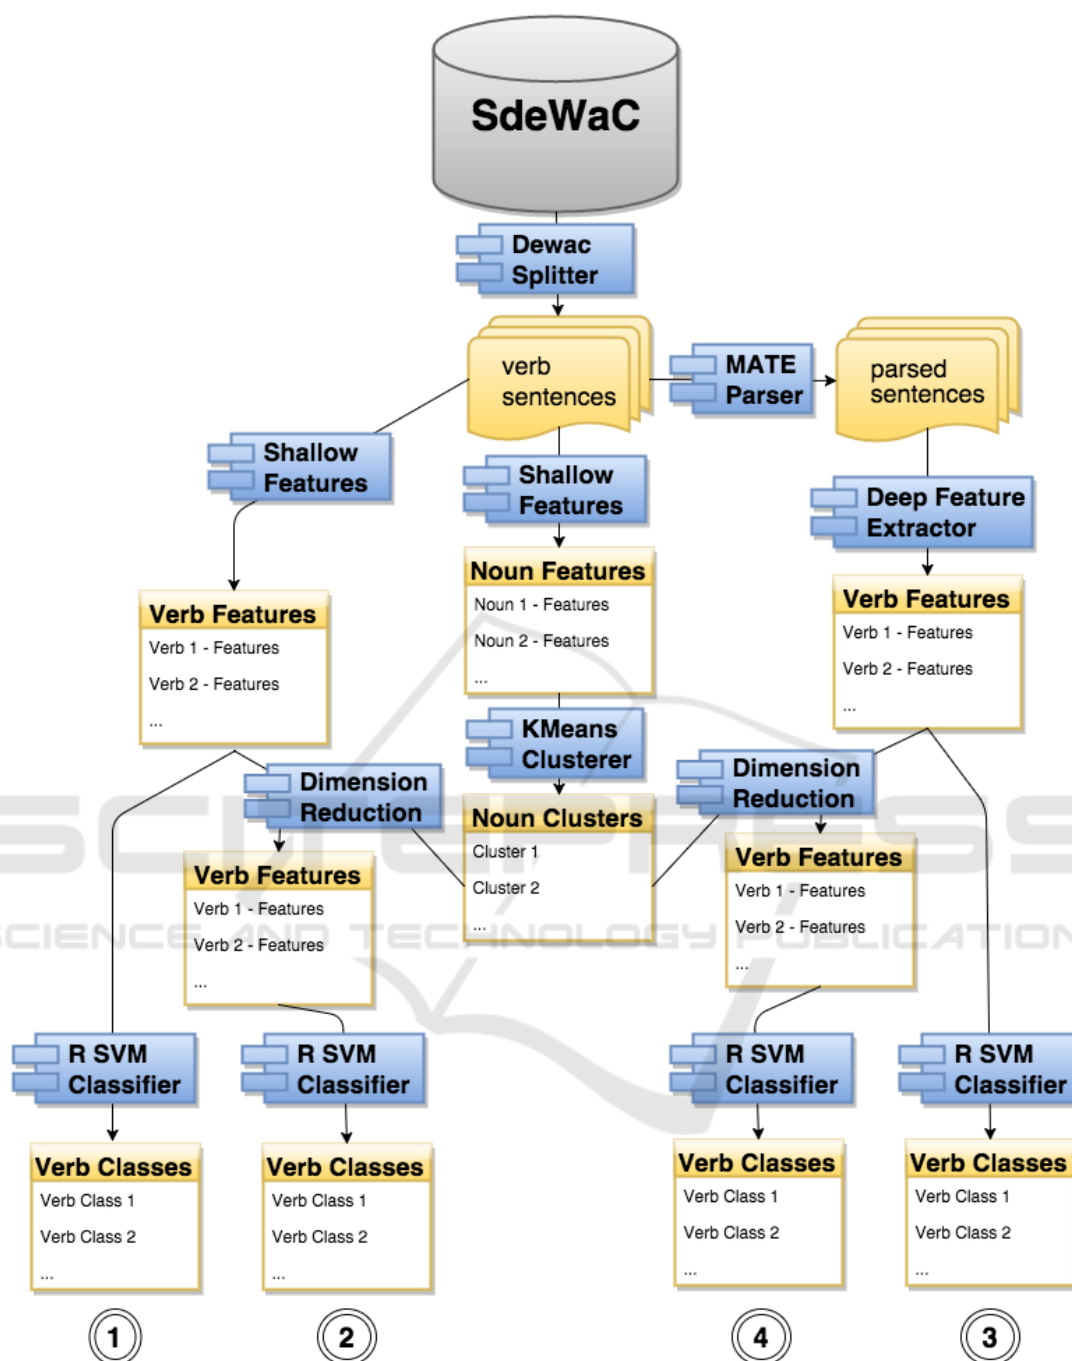 SdeWaC
Dewac
Splitter
verb
sentences
MATE
Parser
parsed
sentences
Shallow
Features
Shallow
Features
Deep Feature
Extractor
Noun Features
Noun 1 - Features
Noun 2 - Features
...
Verb Features
Verb 1 - Features
Verb 2 - Features
...
Verb Features
Verb 1 - Features
Verb 2 - Features
...
KMeans
Clusterer
Dimension
Reduction
Dimension
Reduction
Noun Clusters
Cluster 1
Cluster 2
...
Verb Features
Verb 1 - Features
Verb 2 - Features
...
Verb Features
Verb 1 - Features
Verb 2 - Features
...
SCITEPRESS
SCIENCE AND TECHNOLOGY PUBLICATIONS
R SVM
Classifier
R SVM
Classifier
R SVM
Classifier
R SVM
Classifier
Verb Classes
Verb Class 1
Verb Class 2
...
Verb Classes
Verb Class 1
Verb Class 2
...
Verb Classes
Verb Class 1
Verb Class 2
...
Verb Classes
Verb Class 1
Verb Class 2
...
1
2
4
3